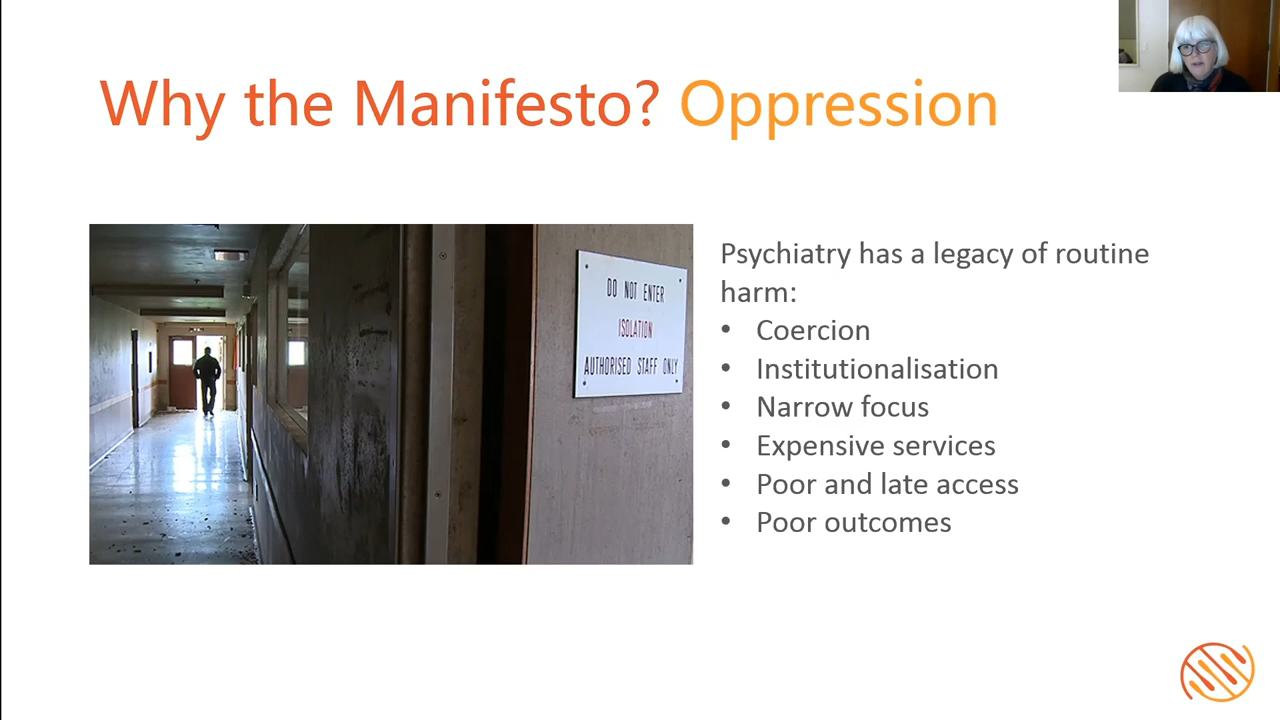 Why the Manifesto? Oppression
DO NOT ENTER
ISOLATION
AUTHORISED STAFF ONLY
Psychiatry has a legacy of routine
harm:
• Coercion
• Institutionalisation
• Narrow focus
• Expensive services
• Poor and late access
• Poor outcomes